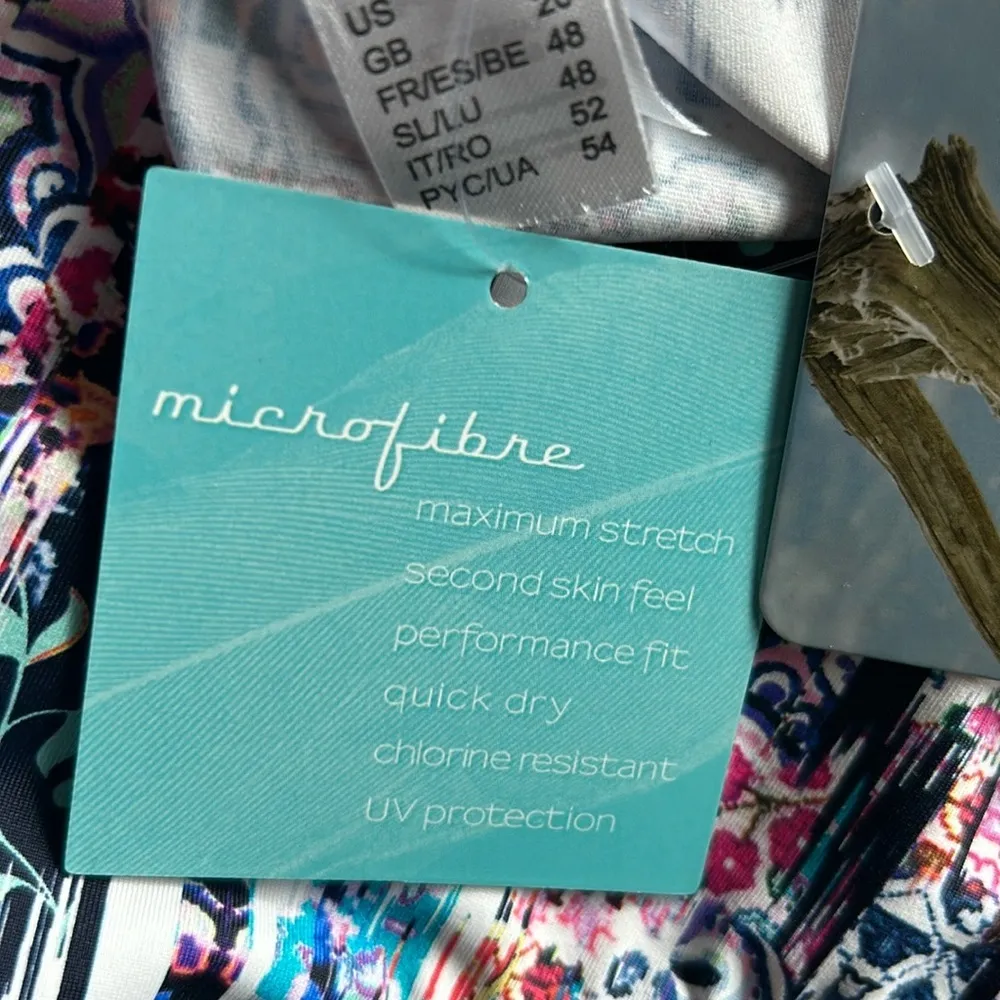 US
GB
FR/ES/BE 48
SL/LU 48
IT/RO 52
РУС/UA 54
microfibre
maximum stretch
second skin feel
performance fit
quick dry
chlorine resistant
UV protection